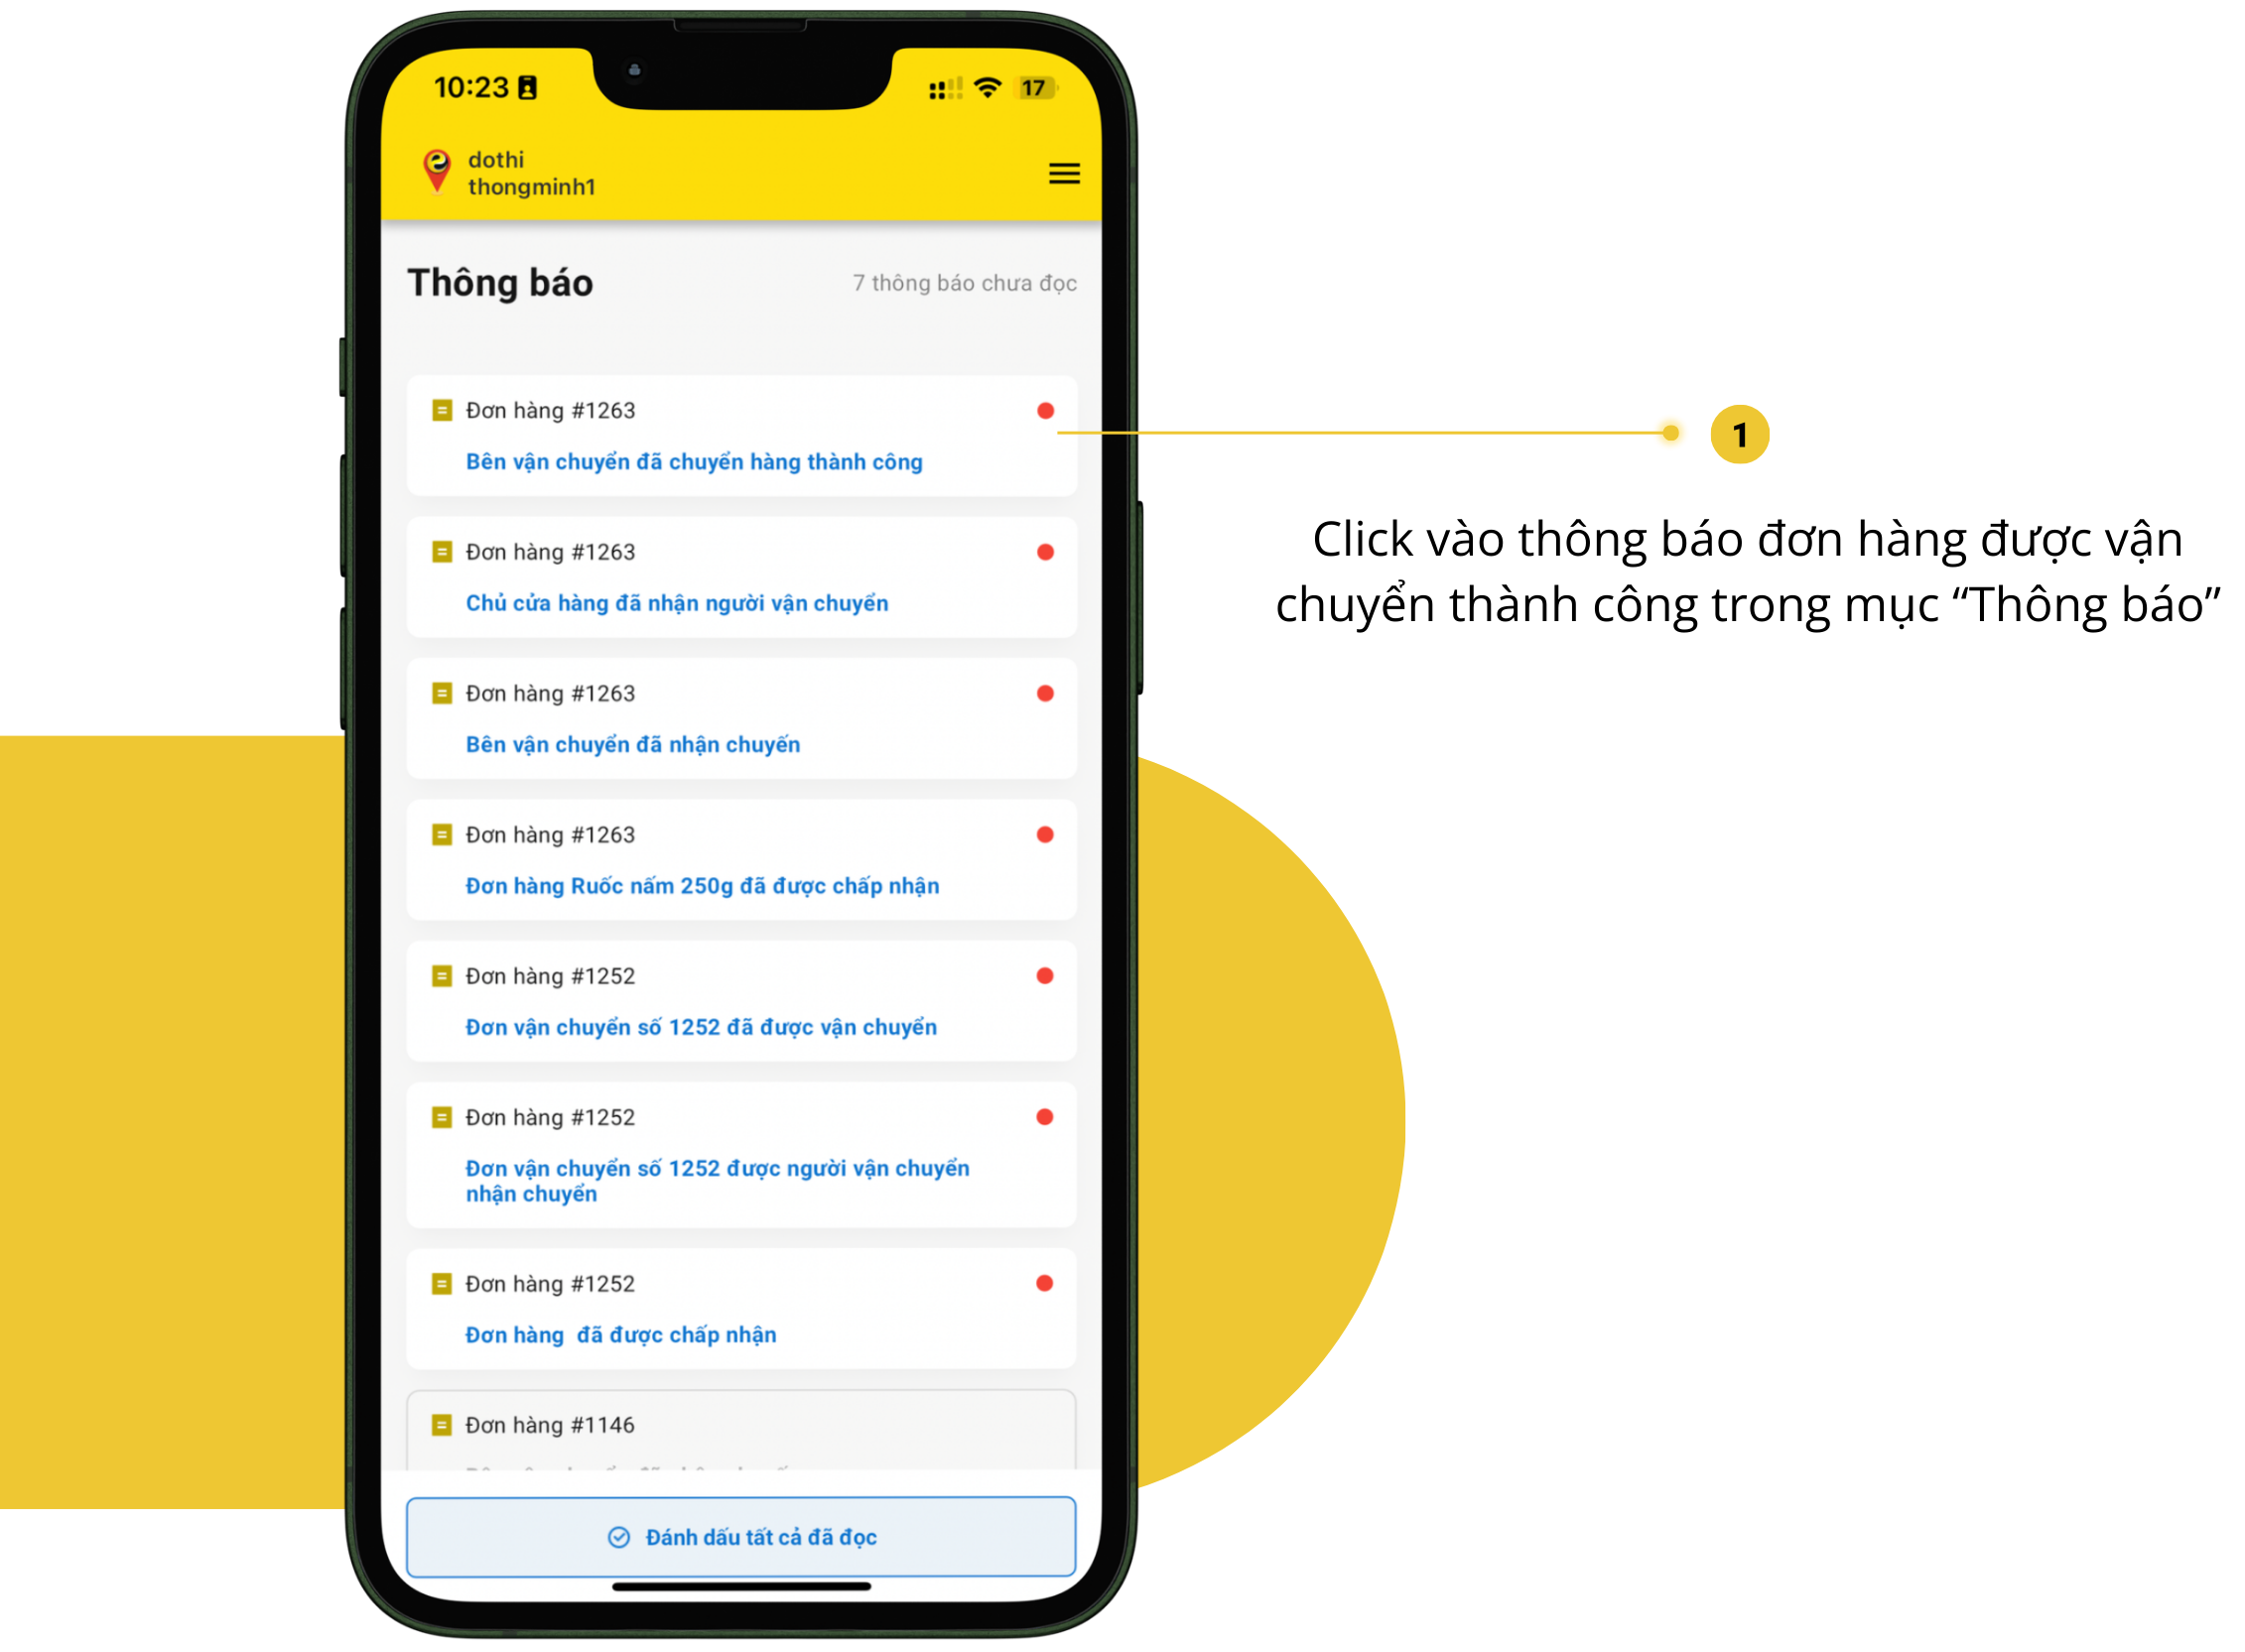 10:23
17
dothi
thongminh1
Thông báo
7 thông báo chưa đọc
Đơn hàng #1263
Bên vận chuyển đã chuyển hàng thành công
Đơn hàng #1263
Chủ cửa hàng đã nhận người vận chuyển
Đơn hàng #1263
Bên vận chuyển đã nhận chuyến
Đơn hàng #1263
Đơn hàng Ruốc nấm 250g đã được chấp nhận
Đơn hàng #1252
Đơn vận chuyển số 1252 đã được vận chuyển
Đơn hàng #1252
Đơn vận chuyển số 1252 được người vận chuyển
nhận chuyển
Đơn hàng #1252
Đơn hàng  đã được chấp nhận
Đơn hàng #1146
Đánh dấu tất cả đã đọc
1
Click vào thông báo đơn hàng được vận
chuyển thành công trong mục “Thông báo”